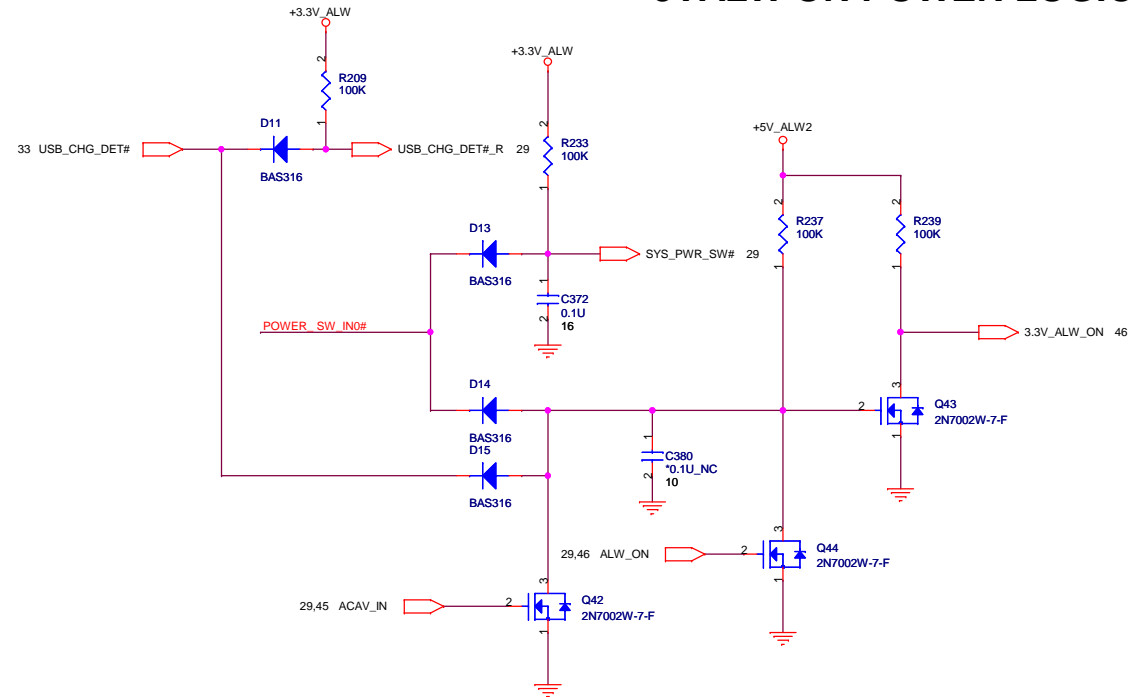 +3.3V_ALW
2
R209
100K
1
D11
33 USB_CHG_DET#
USB_CHG_DET#_R 29
BAS316
+3.3V_ALW
2
R233
100K
1
+5V_ALW2
2
R237
100K
1
2
R239
100K
1
D13
SYS_PWR_SW# 29
BAS316
1
C372
0.1U
2
16
POWER_SW_IN0#
3.3V_ALW_ON 46
D14
BAS316
3
2
Q43
2N7002W-7-F
1
D15
BAS316
1
C380
*0.1U_NC
2
10
29,46 ALW_ON
3
2
Q44
2N7002W-7-F
1
29,45 ACAV_IN
3
2
Q42
2N7002W-7-F
1